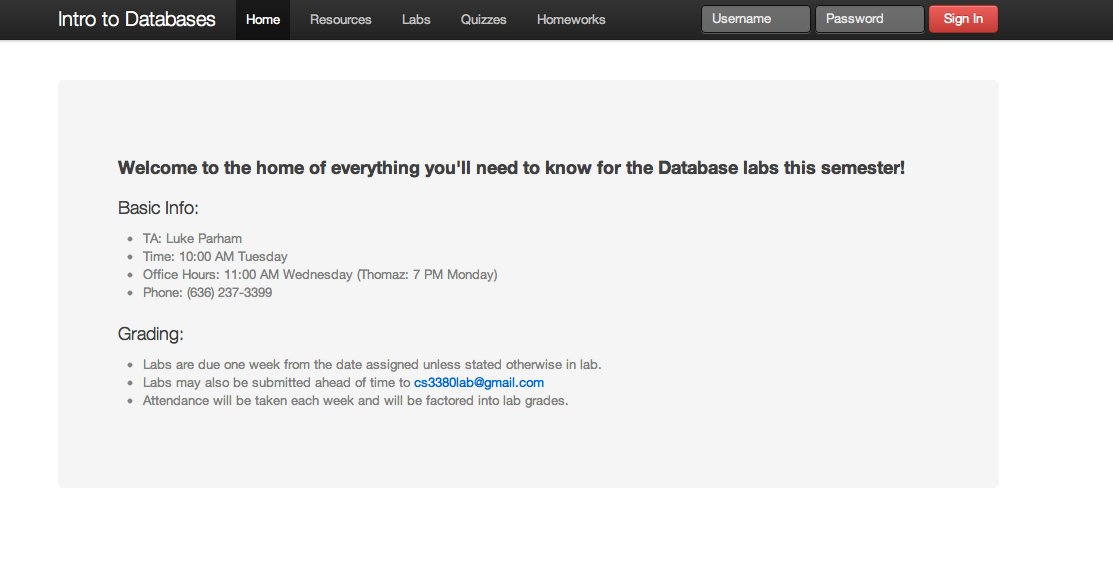 Intro to Databases Home Resources Labs Quizzes Homeworks Username Password Sign In
Welcome to the home of everything you'll need to know for the Database labs this semester!
Basic Info:
TA: Luke Parham
Time: 10:00 AM Tuesday
Office Hours: 11:00 AM Wednesday (Thomaz: 7 PM Monday)
Phone: (636) 237-3399
Grading:
Labs are due one week from the date assigned unless stated otherwise in lab.
Labs may also be submitted ahead of time to cs3380lab@gmail.com
Attendance will be taken each week and will be factored into lab grades.